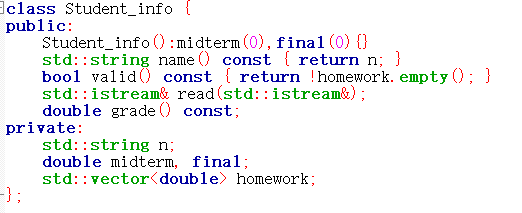 class Student_info {
public:
    Student_info():midterm(0),final(0){}
    std::string name() const { return n; }
    bool valid() const { return !homework.empty(); }
    std::istream& read(std::istream&);
    double grade() const;
private:
    std::string n;
    double midterm, final;
    std::vector<double> homework;
};